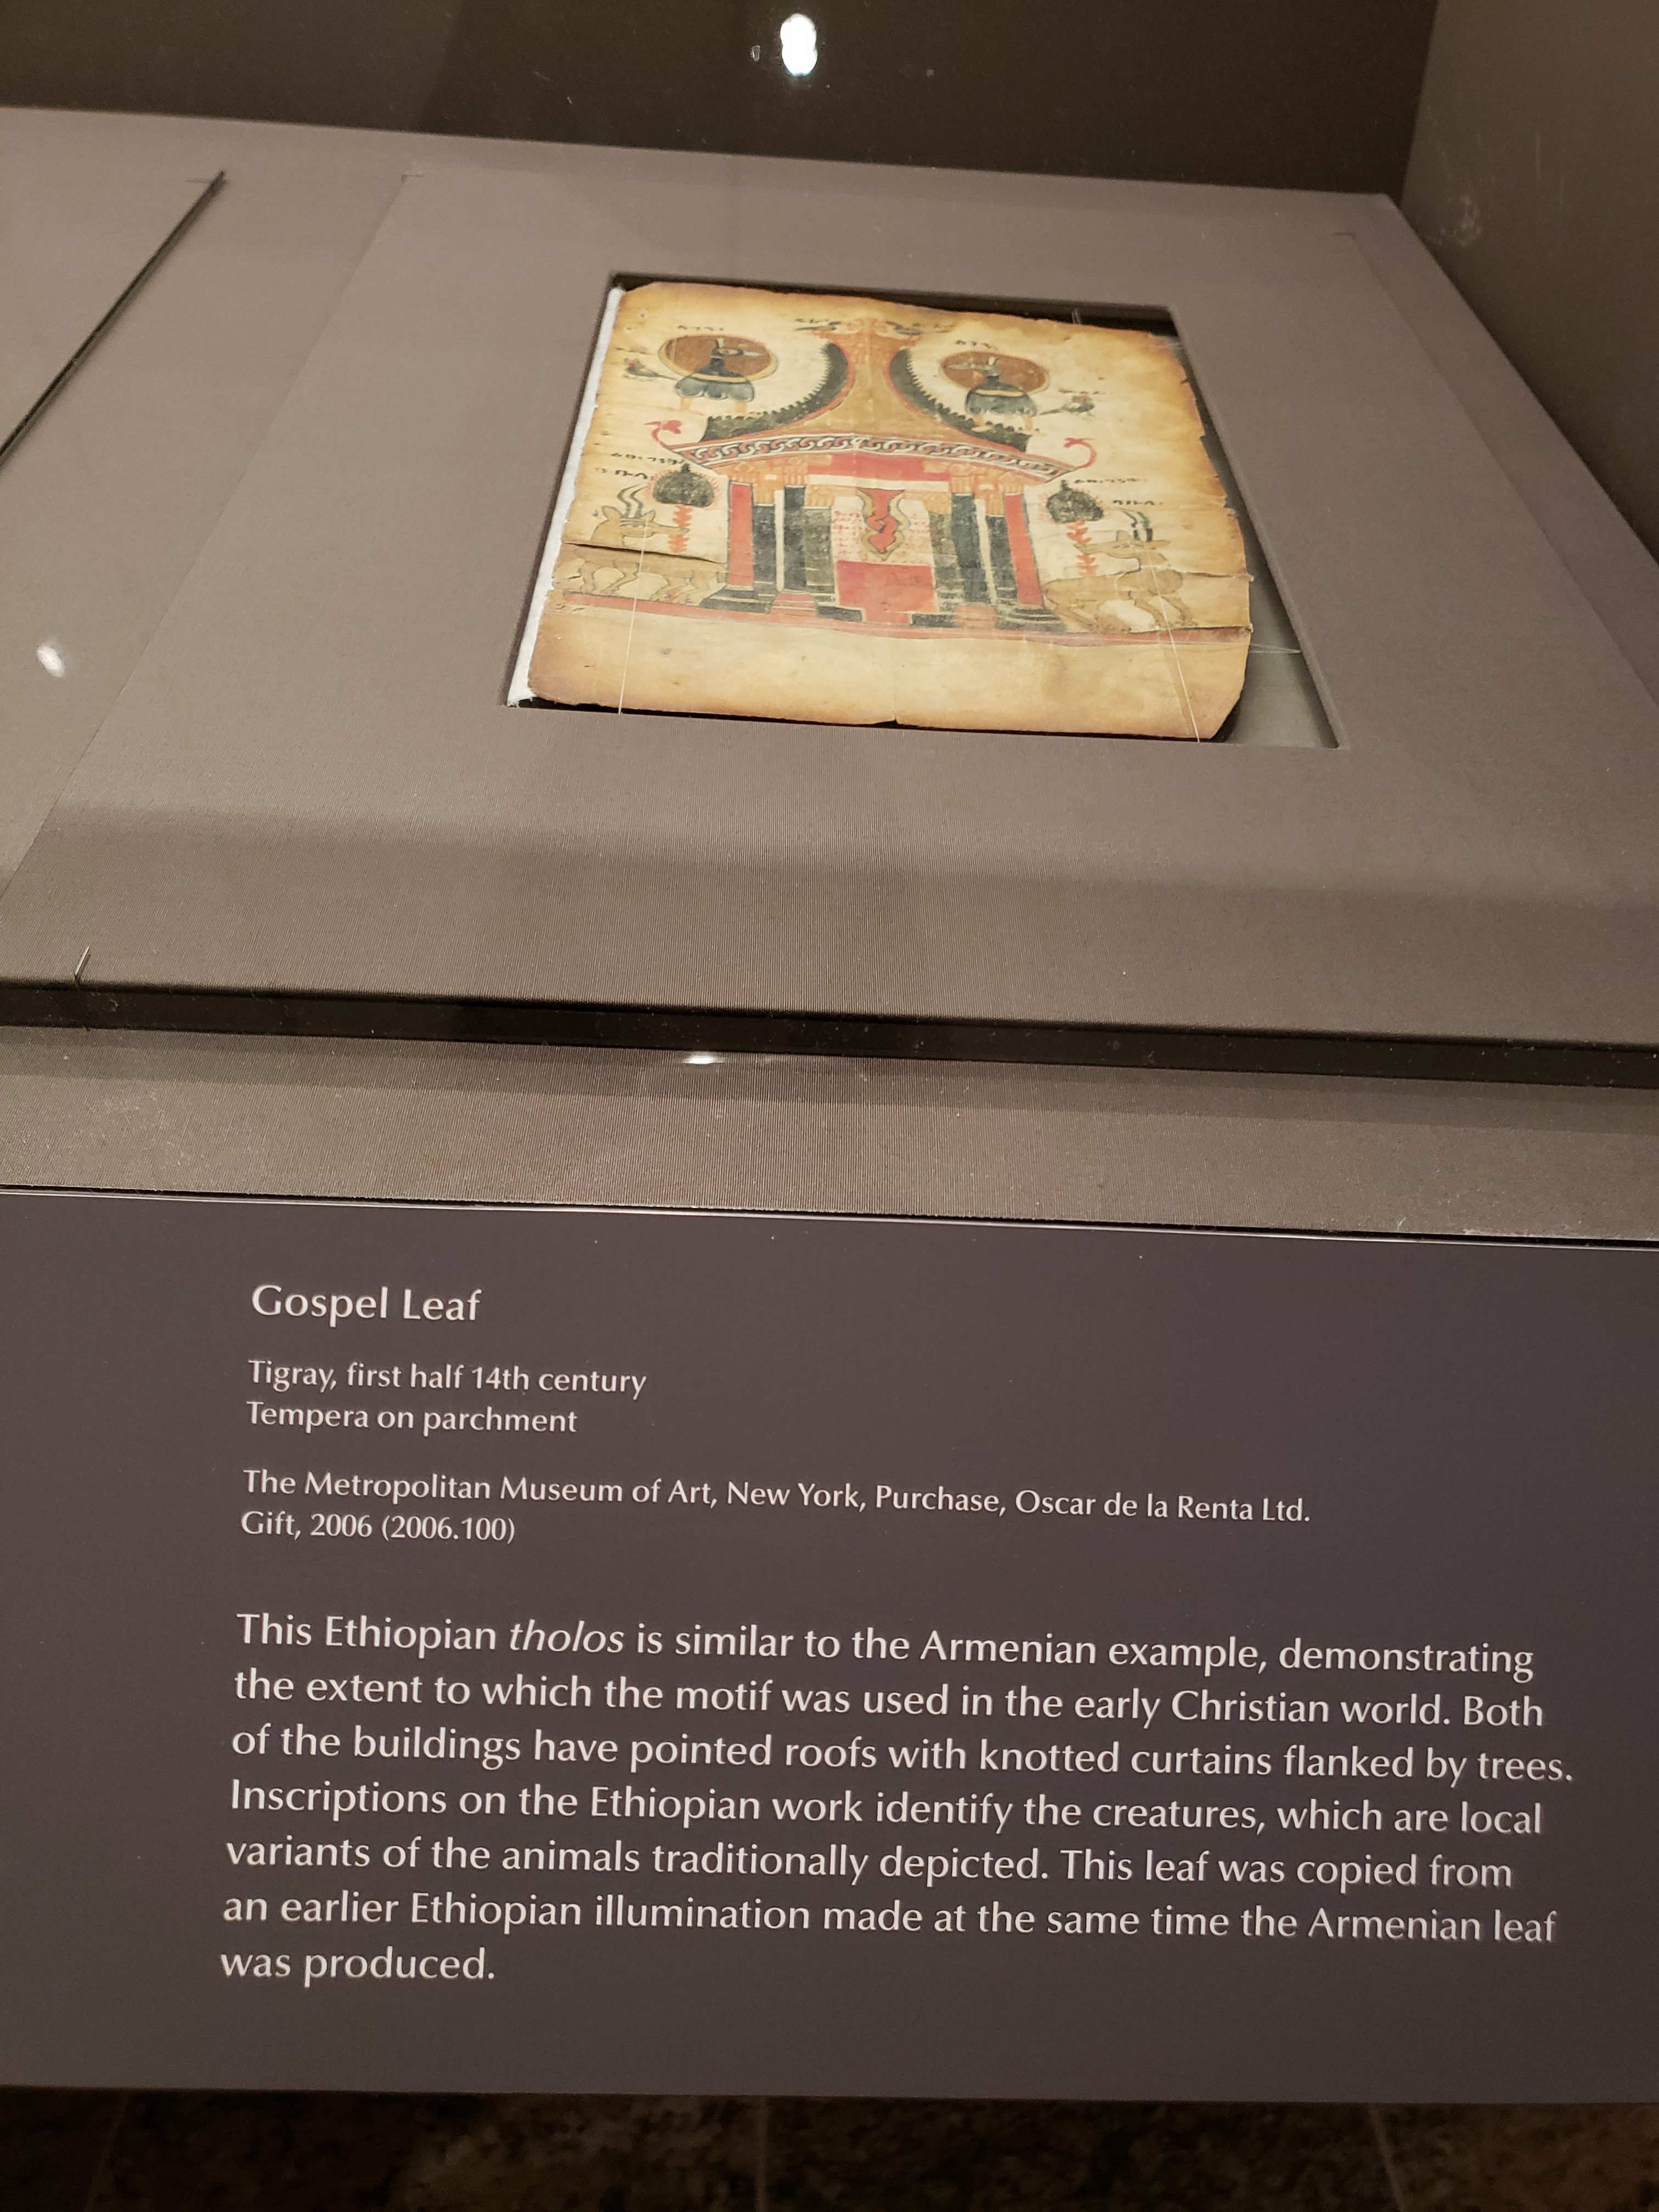 Gospel Leaf
Tigray, first half 14th century
Tempera on parchment
The Metropolitan Museum of Art, New York, Purchase, Oscar de la Renta Ltd.
Gift, 2006 (2006.100)
This Ethiopian tholos is similar to the Armenian example, demonstrating
the extent to which the motif was used in the early Christian world. Both
of the buildings have pointed roofs with knotted curtains flanked by trees.
Inscriptions on the Ethiopian work identify the creatures, which are local
variants of the animals traditionally depicted. This leaf was copied from
an earlier Ethiopian illumination made at the same time the Armenian leaf
was produced.